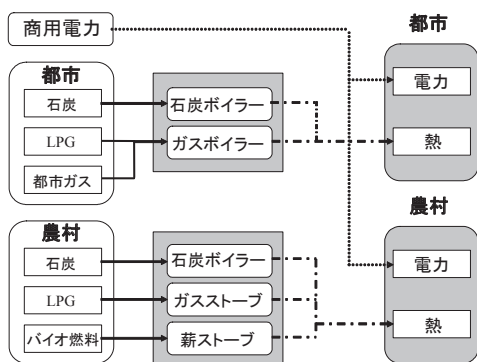 商用電力
都市
石炭
LPG
都市ガス
石炭ボイラー
ガスボイラー
都市
電力
熱
農村
石炭
LPG
バイオ燃料
石炭ボイラー
ガスストーブ
薪ストーブ
農村
電力
熱